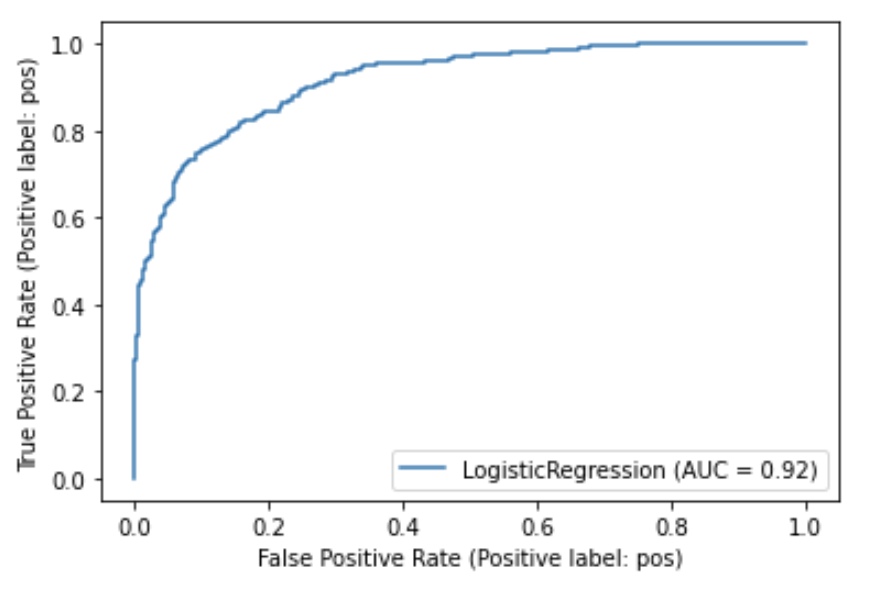 1.0
0.8
0.6
0.4
0.2
0.0
True Positive Rate (Positive label: pos)
LogisticRegression (AUC = 0.92)
0.0 0.2 0.4 0.6 0.8 1.0
False Positive Rate (Positive label: pos)